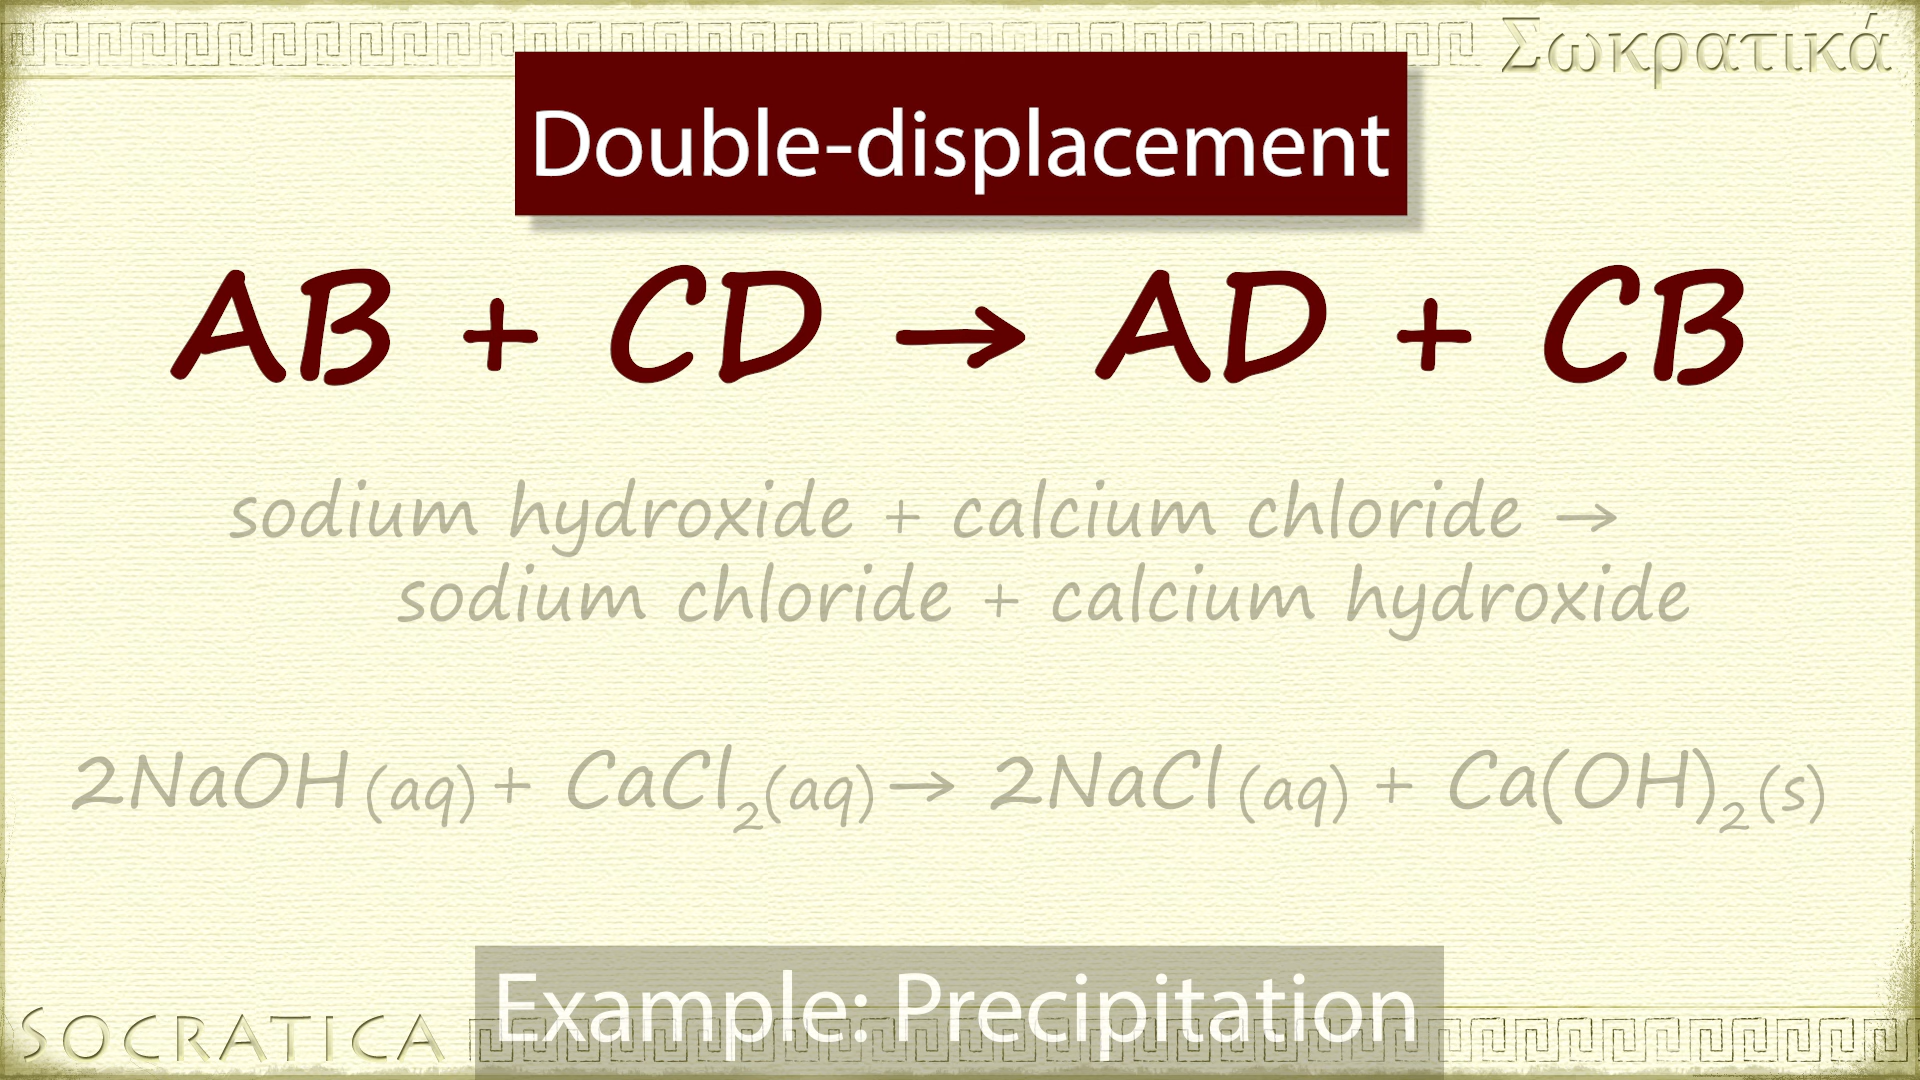 Σωκρατικά
Double-displacement
AB + CD → AD + CB
sodium hydroxide + calcium chloride →
sodium chloride + calcium hydroxide
2NaOH(aq) + CaCl₂(aq) → 2NaCl(aq) + Ca(OH)₂(s)
Example: Precipitation
SOCRATICA